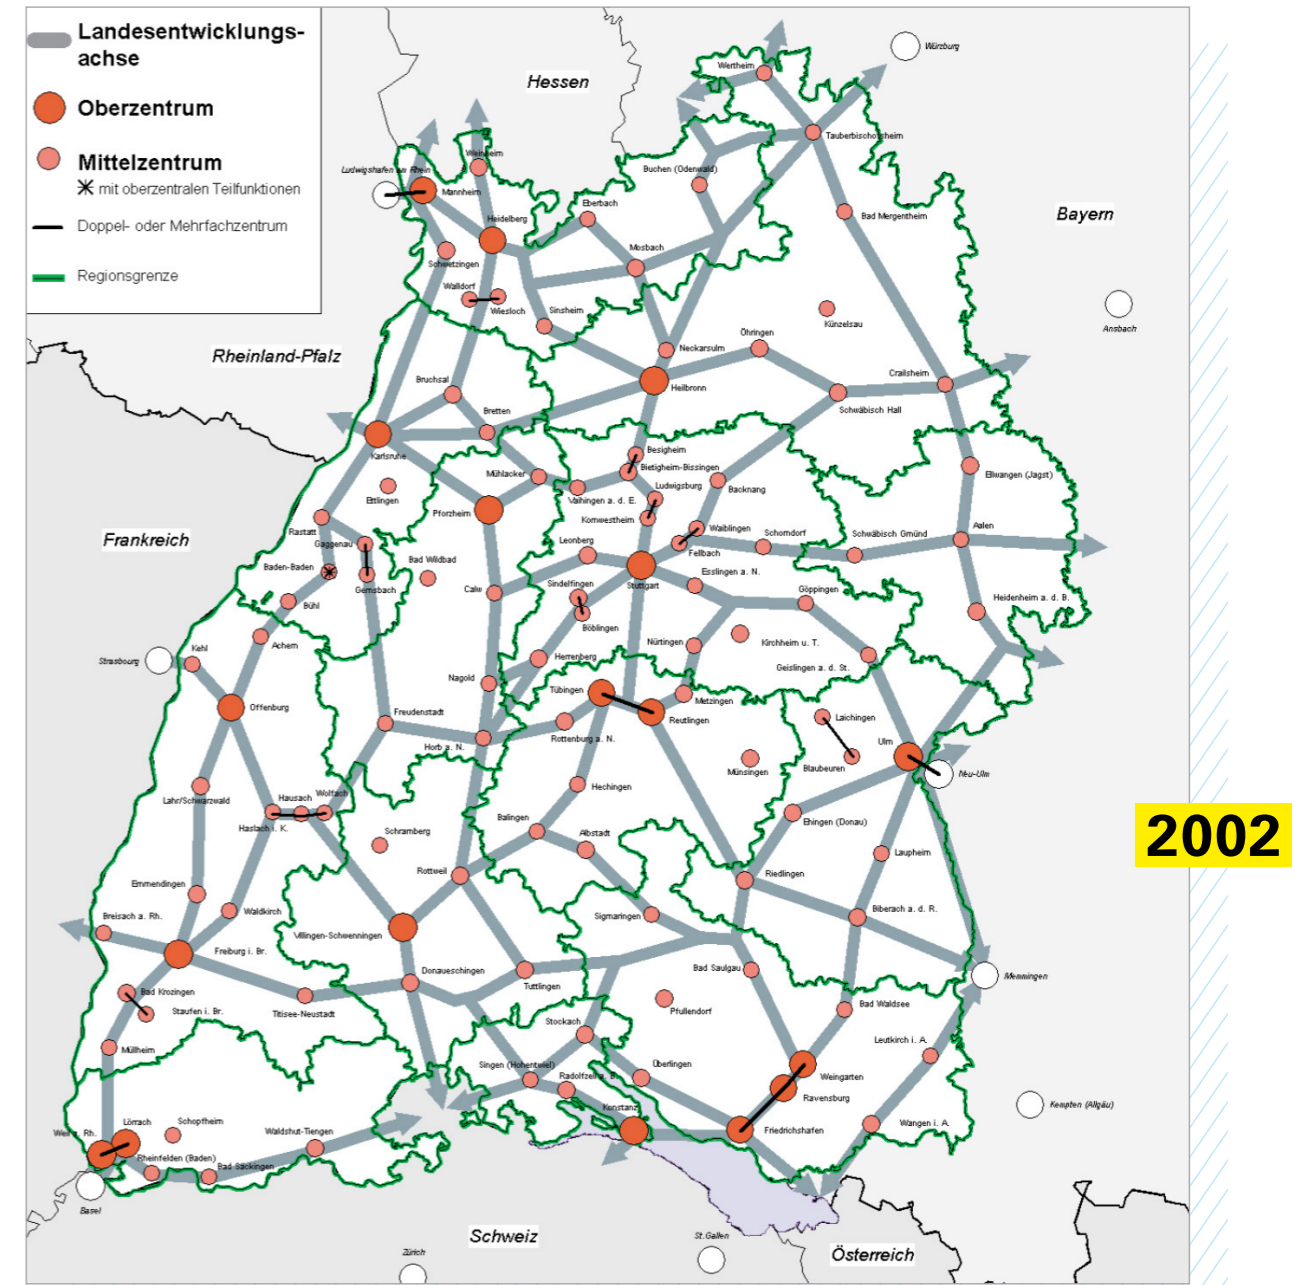 Landesentwicklungs-
achse
Oberzentrum
Mittelzentrum
mit oberzentralen Teilfunktionen
Doppel- oder Mehrfachzentrum
Regionsgrenze
Hessen
Würzburg
Wertheim
Tauberbischofsheim
Weinheim
Ludwigshafen am Rhein
Mannheim
Buchen (Odenwald)
Eberbach
Heidelberg
Bad Mergentheim
Bayern
Mosbach
Schwetzingen
Walldorf
Wiesloch
Sinsheim
Künzelsau
Ansbach
Rheinland-Pfalz
Neckarsulm
Öhringen
Bruchsal
Heilbronn
Crailsheim
Bretten
Schwäbisch Hall
Karlsruhe
Besigheim
Bietigheim-Bissingen
Mühlacker
Ludwigsburg
Backnang
Ellwangen (Jagst)
Ettlingen
Vaihingen a. d. E.
Pforzheim
Kornwestheim
Rastatt
Waiblingen
Schorndorf
Schwäbisch Gmünd
Aalen
Frankreich
Gaggenau
Leonberg
Fellbach
Baden-Baden
Bad Wildbad
Stuttgart
Esslingen a. N.
Gernsbach
Calw
Sindelfingen
Göppingen
Heidenheim a. d. B.
Bühl
Böblingen
Achern
Nürtingen
Kirchheim u. T.
Kehl
Strasbourg
Herrenberg
Geislingen a. d. St.
Nagold
Tübingen
Metzingen
Offenburg
Freudenstadt
Reutlingen
Laichingen
Horb a. N.
Rottenburg a. N.
Ulm
Münsingen
Blaubeuren
Neu-Ulm
Lahr/Schwarzwald
Hausach
Wolfach
Hechingen
Haslach i. K.
Balingen
Albstadt
Ehingen (Donau)
2002
Schramberg
Laupheim
Rottweil
Riedlingen
Emmendingen
Waldkirch
Sigmaringen
Biberach a. d. R.
Breisach a. Rh.
Villingen-Schwenningen
Freiburg i. Br.
Donaueschingen
Tuttlingen
Bad Saulgau
Memmingen
Bad Krozingen
Staufen i. Br.
Titisee-Neustadt
Pfullendorf
Bad Waldsee
Stockach
Müllheim
Leutkirch i. A.
Singen (Hohentwiel)
Radolfzell a. B.
Überlingen
Weingarten
Ravensburg
Kempten (Allgäu)
Konstanz
Lörrach
Schopfheim
Weil a. Rh.
Waldshut-Tiengen
Friedrichshafen
Wangen i. A.
Rheinfelden (Baden)
Bad Säckingen
Basel
Schweiz
St.Gallen
Zürich
Österreich